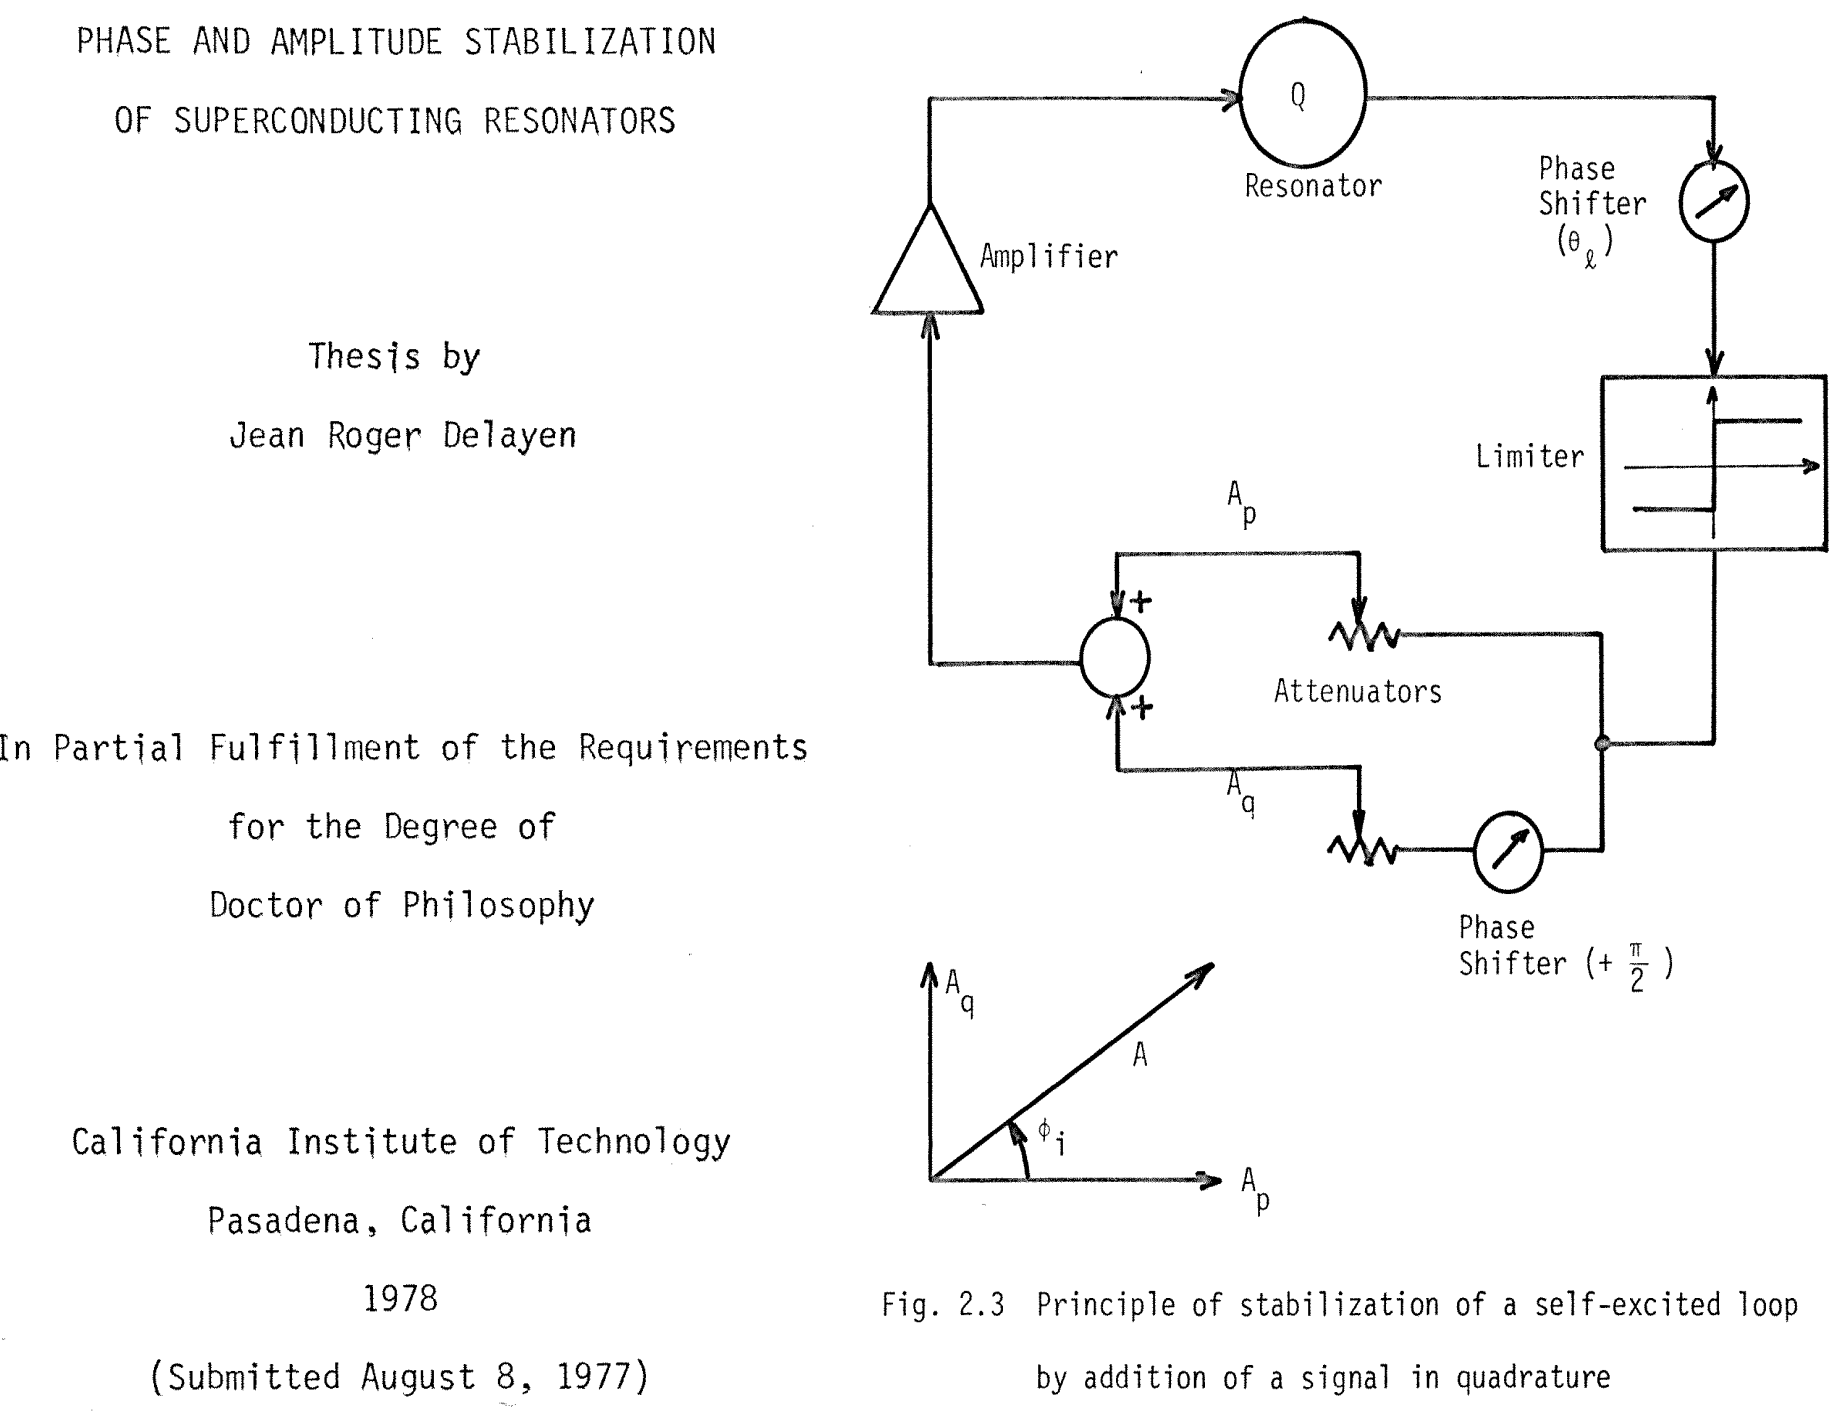 PHASE AND AMPLITUDE STABILIZATION
OF SUPERCONDUCTING RESONATORS
Thesis by
Jean Roger Delayen
In Partial Fulfillment of the Requirements
for the Degree of
Doctor of Philosophy
California Institute of Technology
Pasadena, California
1978
(Submitted August 8, 1977)
Q
Resonator
Phase
Shifter
(θℓ)
Amplifier
Limiter
Ap
+
Attenuators
+
Aq
Phase
Shifter (+ π/2 )
Aq
A
ϕi
Ap
Fig. 2.3 Principle of stabilization of a self-excited loop
by addition of a signal in quadrature